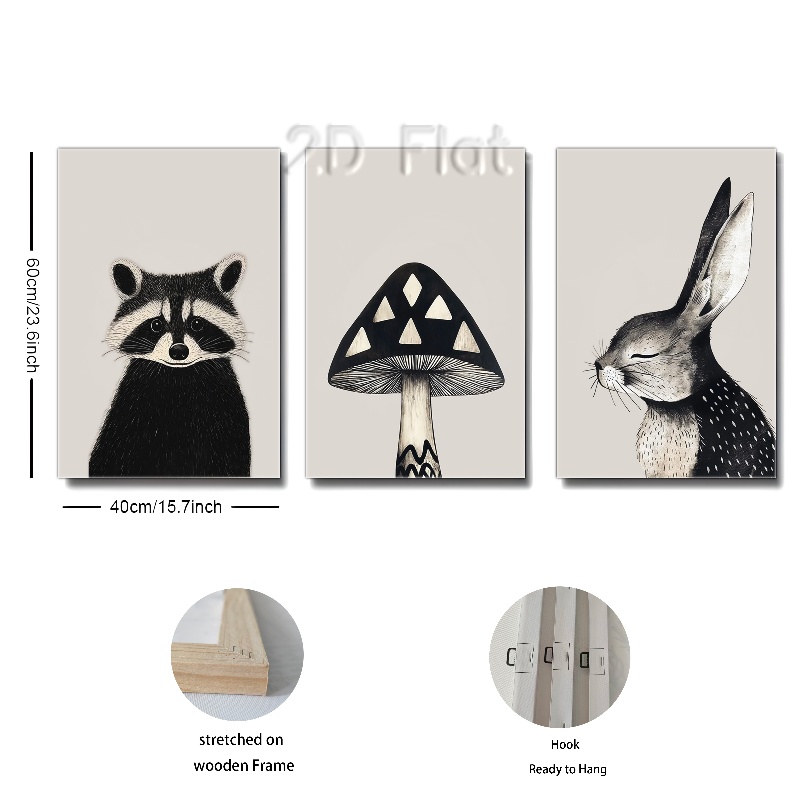 2D Flat
60cm/23.6inch
40cm/15.7inch
stretched on
wooden Frame
Hook
Ready to Hang